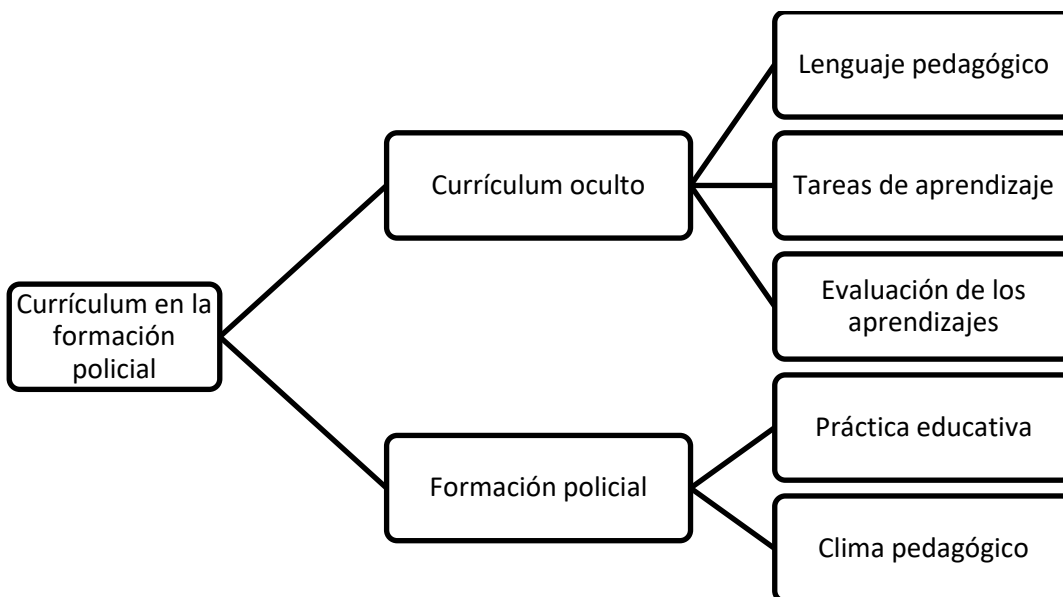 Currículum en la
formación
policial
Currículum oculto
Lenguaje pedagógico
Tareas de aprendizaje
Evaluación de los
aprendizajes
Formación policial
Práctica educativa
Clima pedagógico